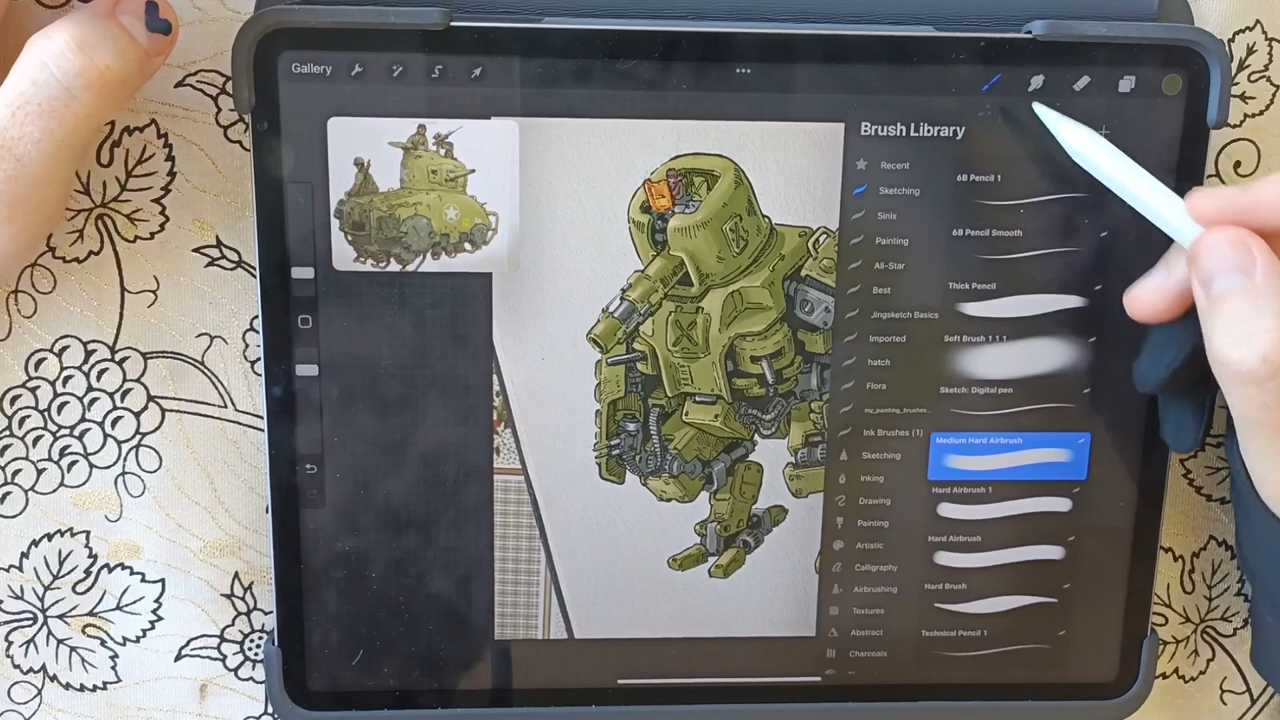 Gallery
Brush Library
Recent
Sketching
Sinix
Painting
All-Star
Best
Jingsketch Basics
Imported
hatch
Flora
my_painting_brushes...
Ink Brushes (1)
Sketching
Inking
Drawing
Painting
Artistic
Calligraphy
Airbrushing
Textures
Abstract
Charcoals
6B Pencil 1
6B Pencil Smooth
Thick Pencil
Soft Brush 1 1 1
Sketch: Digital pen
Medium Hard Airbrush
Hard Airbrush 1
Hard Airbrush
Hard Brush
Technical Pencil 1